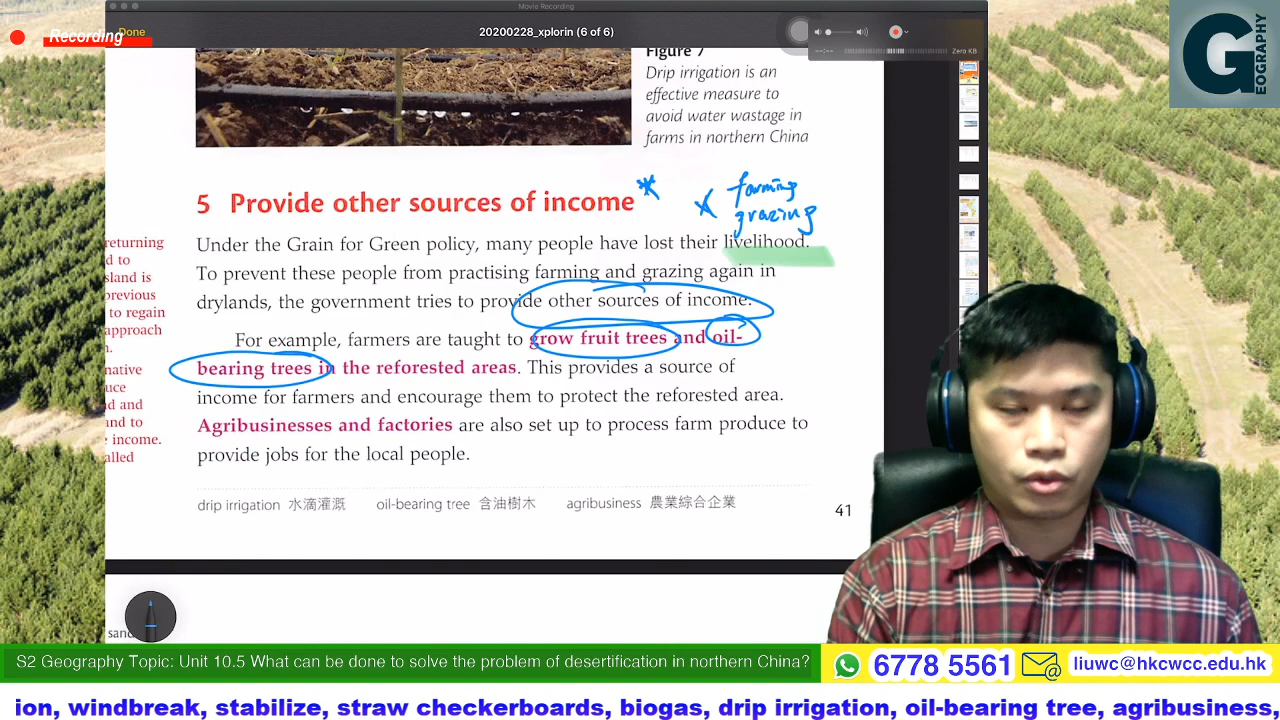 Movie Recording
Recording
Done
20200228_xplorin (6 of 6)
--:--
Zero KB
G
EOGRAPHY
Figure 7
Drip irrigation is an
effective measure to
avoid water wastage in
farms in northern China
5 Provide other sources of income *
x farming
grazing
Under the Grain for Green policy, many people have lost their livelihood.
To prevent these people from practising farming and grazing again in
drylands, the government tries to provide other sources of income.
For example, farmers are taught to grow fruit trees and oil-
bearing trees in the reforested areas. This provides a source of
income for farmers and encourage them to protect the reforested area.
Agribusinesses and factories are also set up to process farm produce to
provide jobs for the local people.
returning
d to
sland is
previous
to regain
approach
n.
native
uce
d and
and to
income.
alled
drip irrigation 水滴灌溉 oil-bearing tree 含油樹木 agribusiness 農業綜合企業
41
sand
S2 Geography Topic: Unit 10.5 What can be done to solve the problem of desertification in northern China?
6778 5561
liuwc@hkcwcc.edu.hk
ion, windbreak, stabilize, straw checkerboards, biogas, drip irrigation, oil-bearing tree, agribusiness,